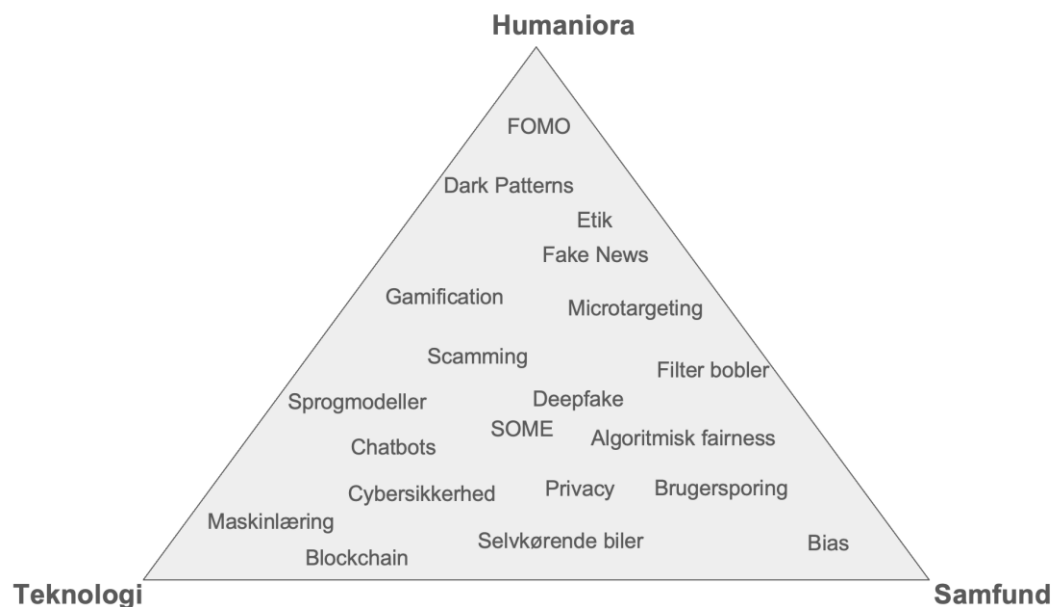 Humaniora
FOMO
Dark Patterns
Etik
Fake News
Gamification
Microtargeting
Scamming
Filter bobler
Sprogmodeller
Deepfake
SOME
Algoritmisk fairness
Chatbots
Cybersikkerhed
Privacy
Brugersporing
Maskinlæring
Selvkørende biler
Bias
Blockchain
Teknologi
Samfund